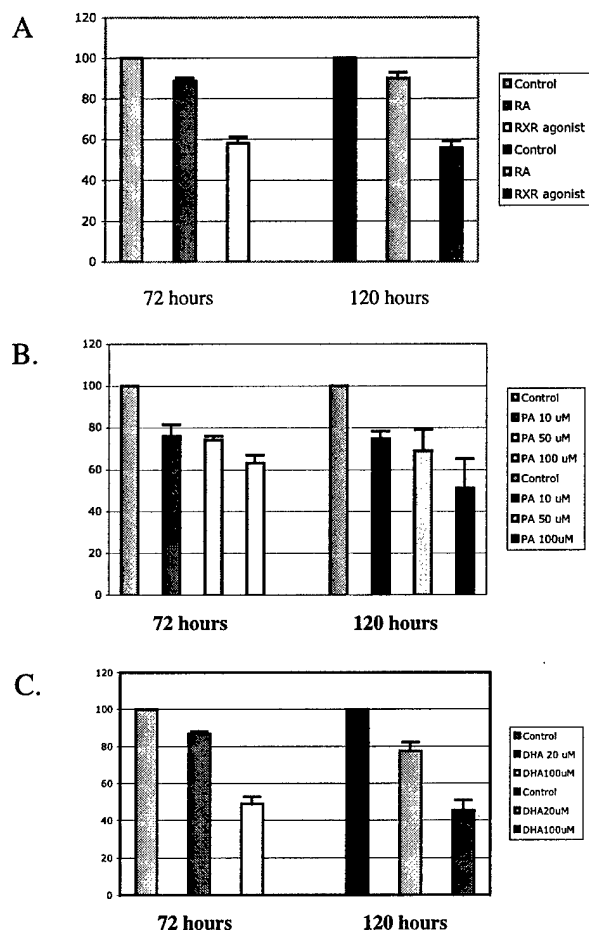 A
120
100
80
60
40
20
0
72 hours
120 hours
Control
RA
RXR agonist
Control
RA
RXR agonist
B.
120
100
80
60
40
20
0
72 hours
120 hours
Control
PA 10 uM
PA 50 uM
PA 100 uM
Control
PA 10 uM
PA 50 uM
PA 100uM
C.
120
100
80
60
40
20
0
72 hours
120 hours
Control
DHA 20 uM
DHA100uM
Control
DHA20uM
DHA100uM